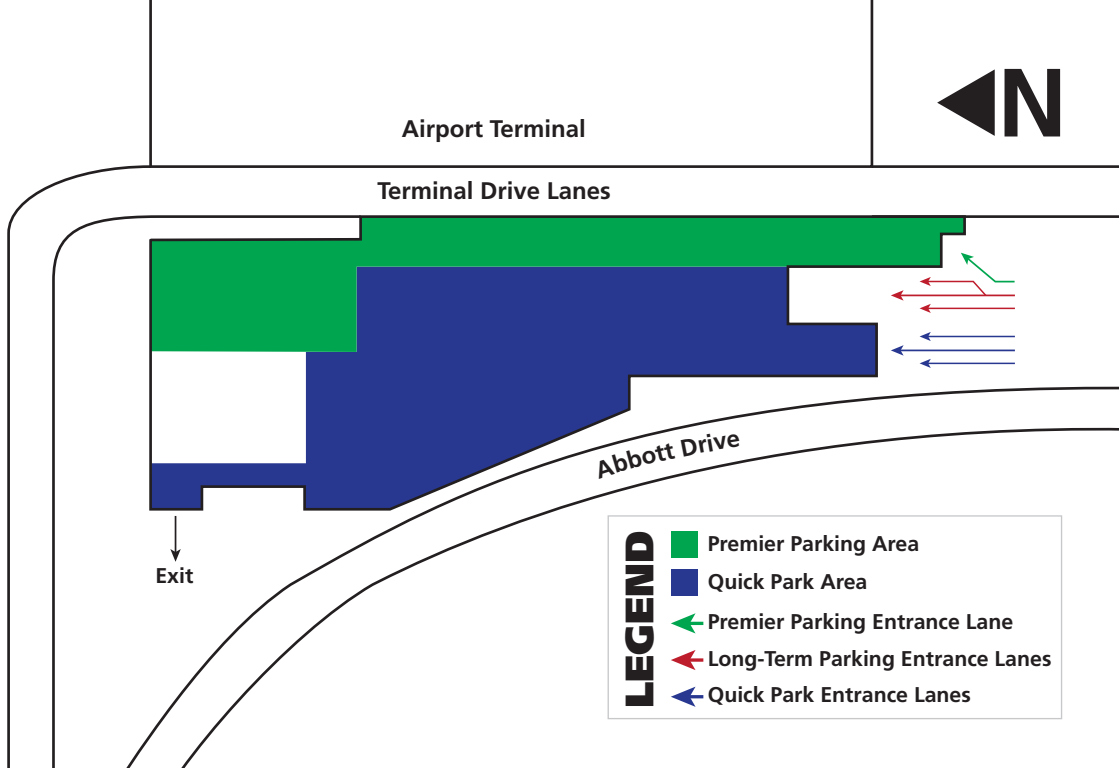 N
Airport Terminal
Terminal Drive Lanes
Abbott Drive
Exit
LEGEND
Premier Parking Area
Quick Park Area
Premier Parking Entrance Lane
Long-Term Parking Entrance Lanes
Quick Park Entrance Lanes